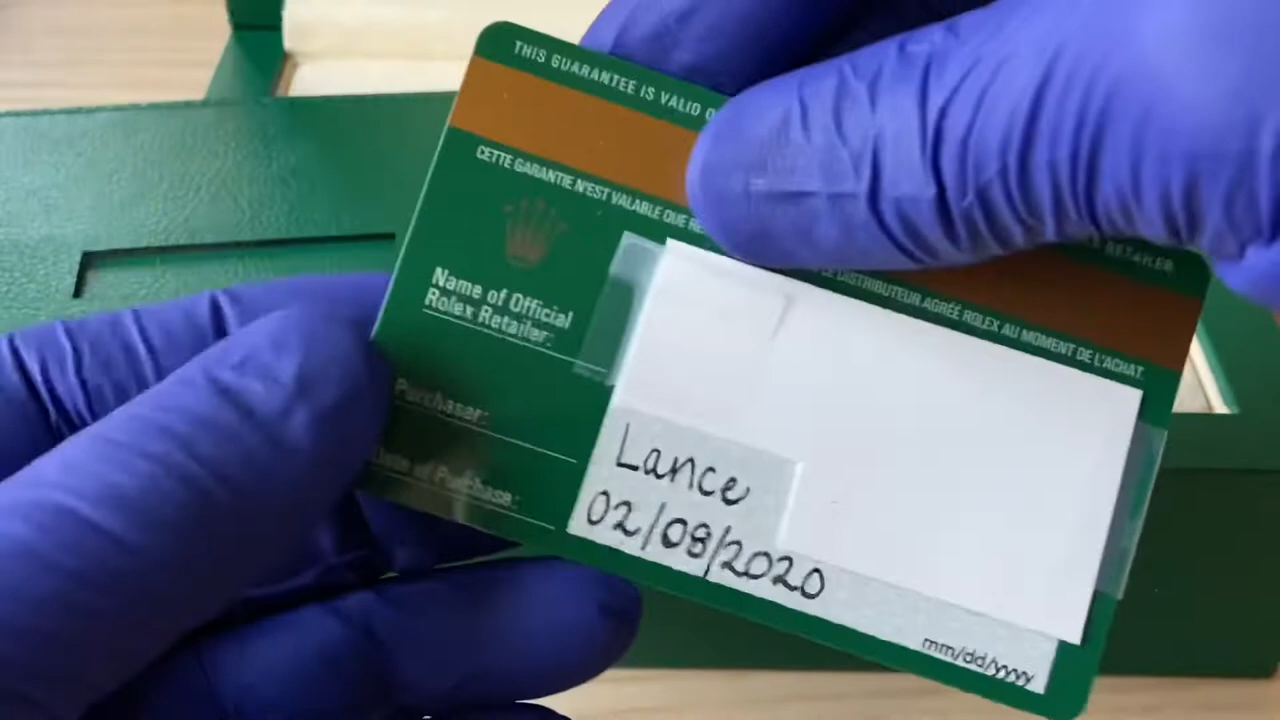 THIS GUARANTEE IS VALID
RETAILER
CETTE GARANTIE N'EST VALABLE QUE
DISTRIBUTEUR AGRÉÉ ROLEX AU MOMENT DE L'ACHAT.
Name of Official
Rolex Retailer:
Purchaser:
Lance
Date of Purchase:
02/08/2020
mm/dd/yyyy